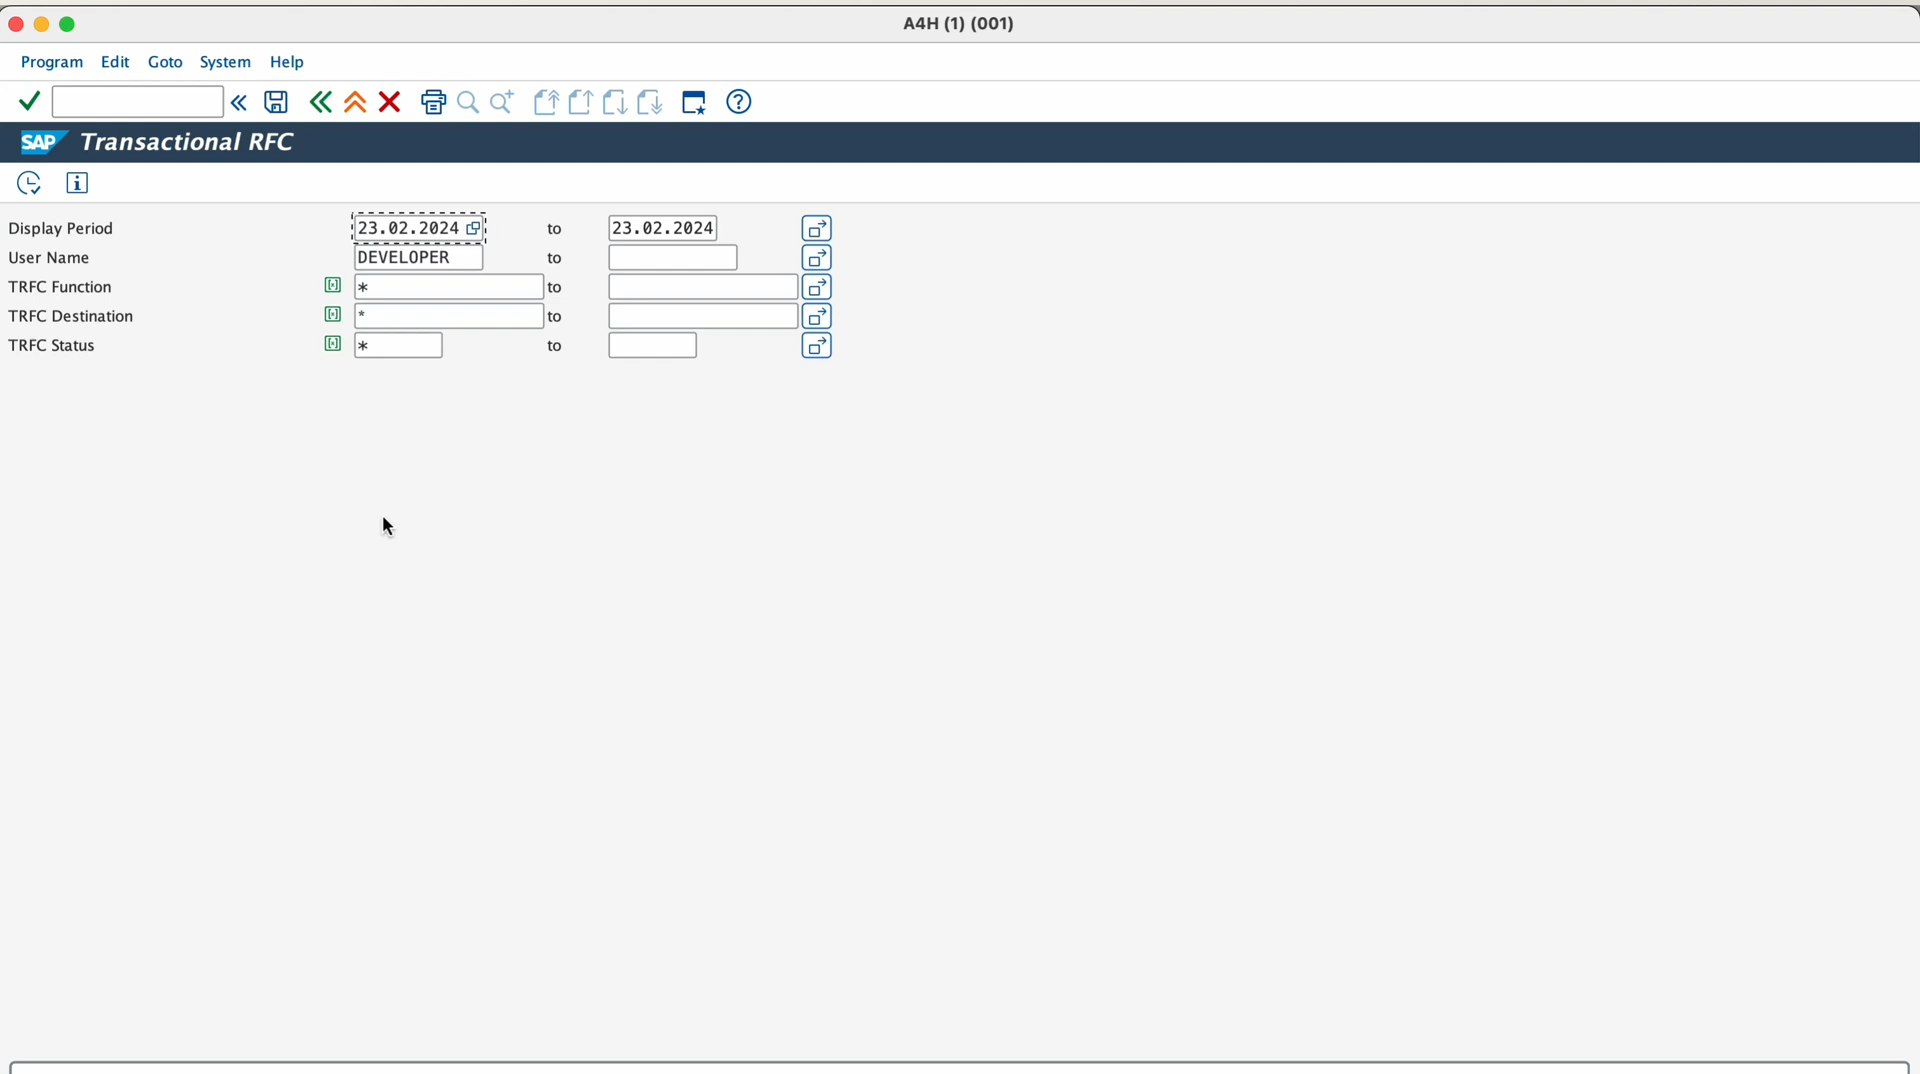 A4H (1) (001)
Program Edit Goto System Help
SAP Transactional RFC
Display Period 23.02.2024 to 23.02.2024
User Name DEVELOPER to
TRFC Function * to
TRFC Destination * to
TRFC Status * to